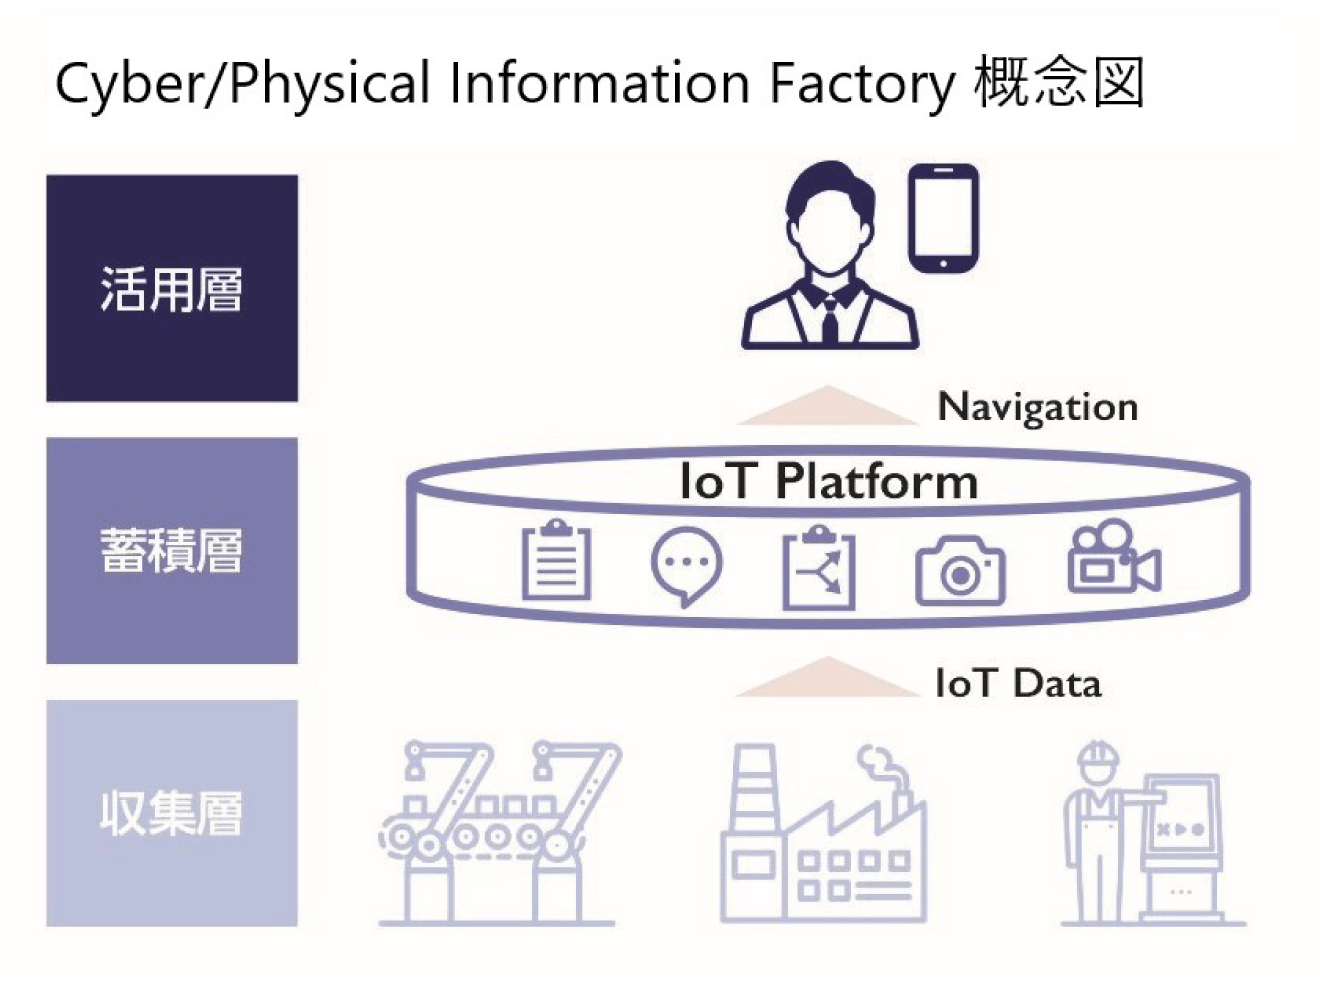 Cyber/Physical Information Factory 概念図
活用層
Navigation
IoT Platform
蓄積層
IoT Data
収集層